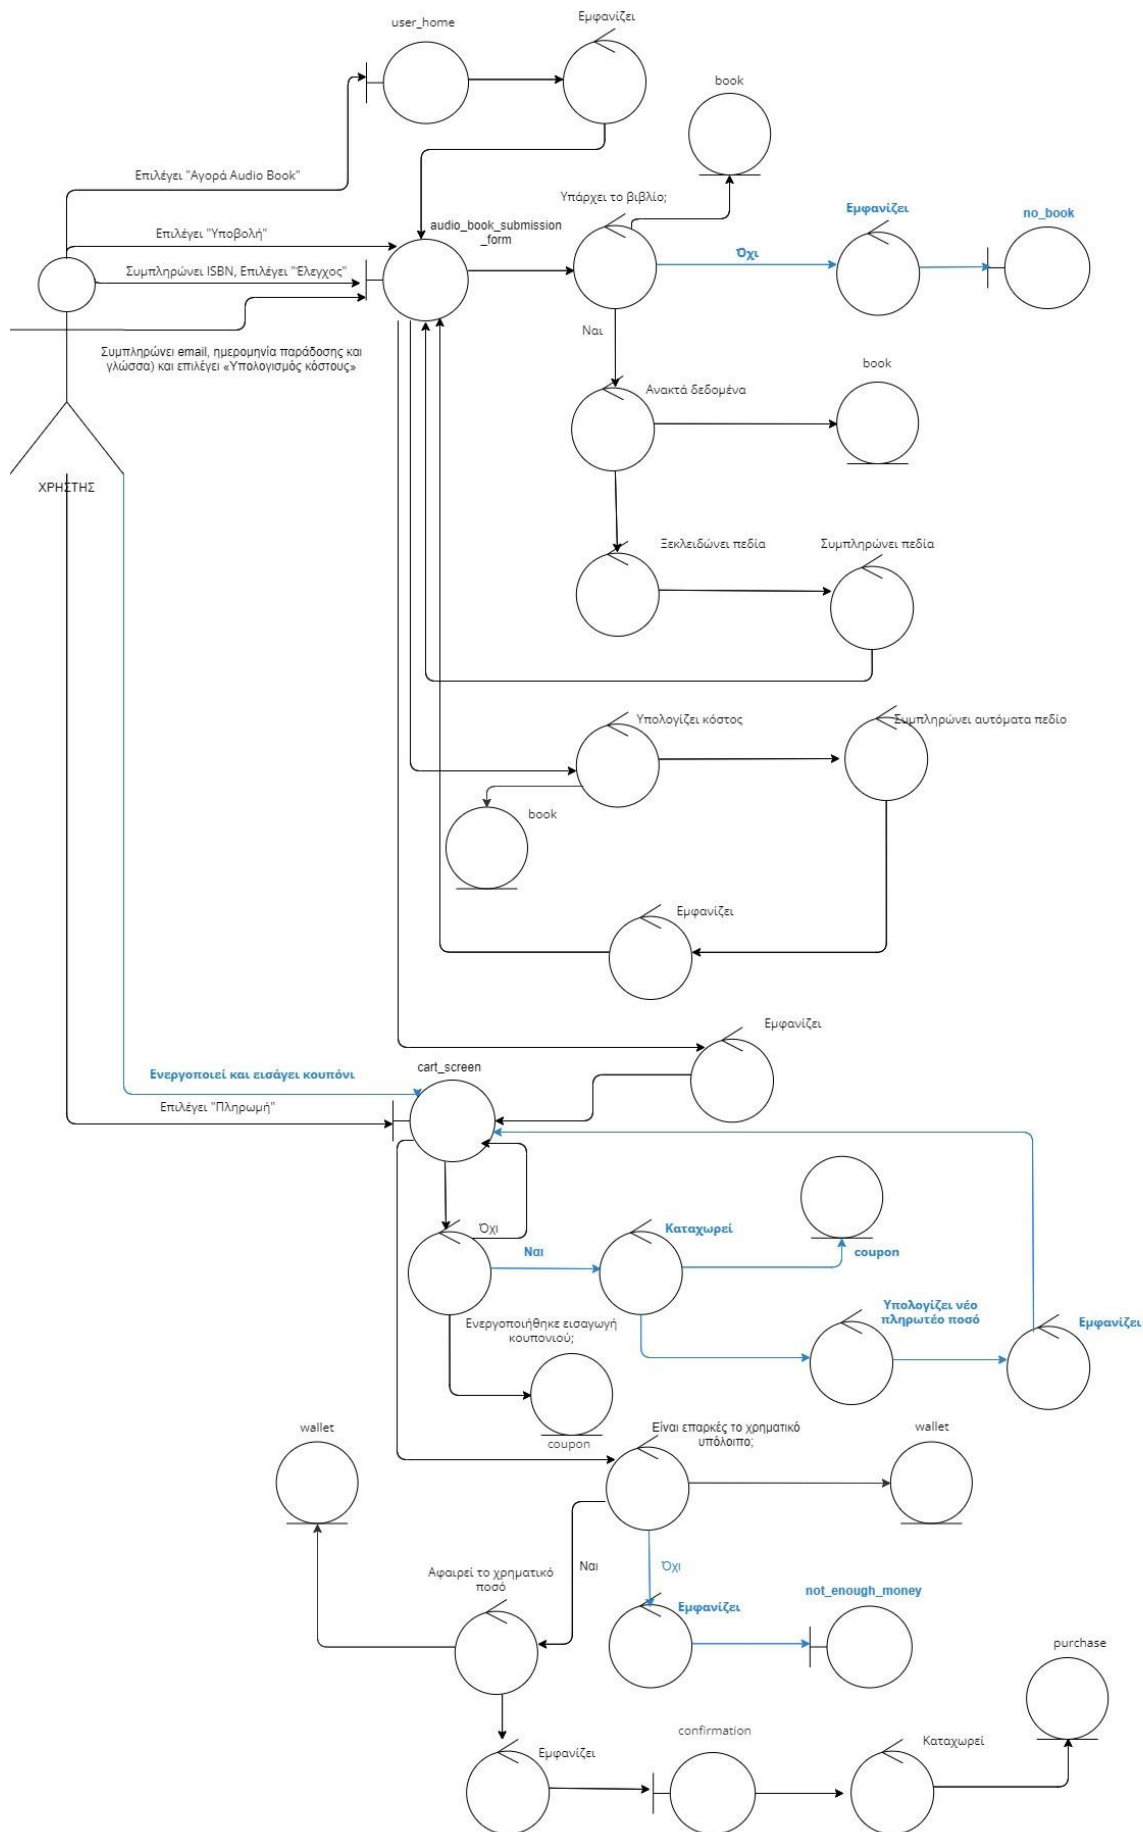 user_home
Εμφανίζει
book
Επιλέγει "Αγορά Audio Book"
Υπάρχει το βιβλίο;
Εμφανίζει
no_book
audio_book_submission
_form
Επιλέγει "Υποβολή"
Όχι
Συμπληρώνει ISBN, Επιλέγει "Έλεγχος"
Ναι
Συμπληρώνει email, ημερομηνία παράδοσης και
γλώσσα) και επιλέγει «Υπολογισμός κόστους»
book
Ανακτά δεδομένα
ΧΡΗΣΤΗΣ
Ξεκλειδώνει πεδία
Συμπληρώνει πεδία
Υπολογίζει κόστος
Συμπληρώνει αυτόματα πεδίο
book
Εμφανίζει
Εμφανίζει
cart_screen
Ενεργοποιεί και εισάγει κουπόνι
Επιλέγει "Πληρωμή"
Όχι
Καταχωρεί
Ναι
coupon
Υπολογίζει νέο
πληρωτέο ποσό
Εμφανίζει
Ενεργοποιήθηκε εισαγωγή
κουπονιού;
coupon
Είναι επαρκές το χρηματικό
υπόλοιπο;
wallet
wallet
Ναι
Όχι
Αφαιρεί το χρηματικό
ποσό
Εμφανίζει
not_enough_money
purchase
confirmation
Εμφανίζει
Καταχωρεί